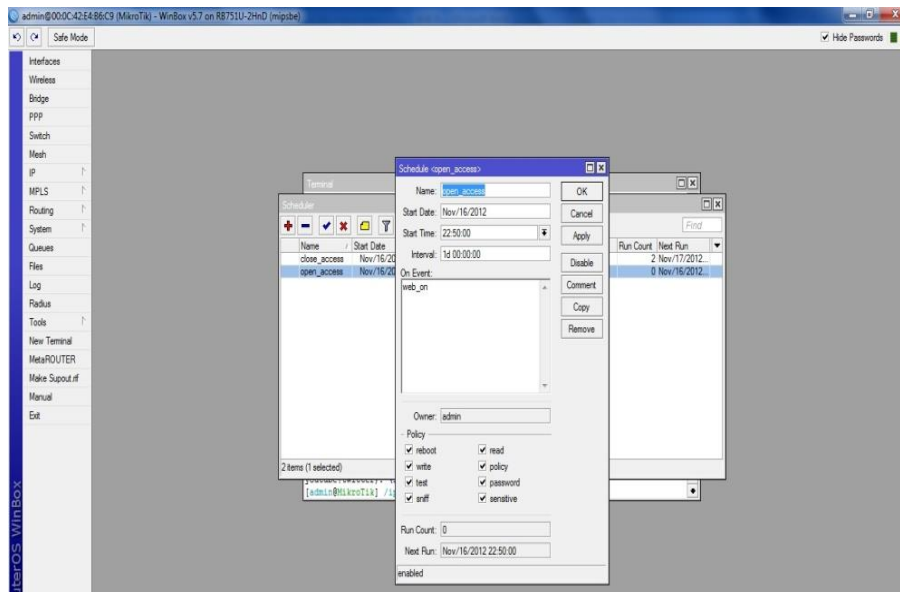 admin@00:0C:42:E4:B6:C9 (MikroTik) - WinBox v5.7 on RB751U-2HnD (mipsbe)
Safe Mode
Hide Passwords
Interfaces
Wireless
Bridge
PPP
Switch
Mesh
IP
MPLS
Routing
System
Queues
Files
Log
Radius
Tools
New Terminal
MetaROUTER
Make Supout.rif
Manual
Exit
uterOS WinBox
Terminal
Scheduler
Find
Name / Start Date
Run Count Next Run
close_access Nov/16/20
2 Nov/17/2012...
open_access Nov/16/20
0 Nov/16/2012...
2 items (1 selected)
[admin@MikroTik] /ip
Schedule <open_access>
Name: open_access
Start Date: Nov/16/2012
Start Time: 22:50:00
Interval: 1d 00:00:00
On Event:
web_on
Owner: admin
Policy
reboot read
write policy
test password
sniff sensitive
Run Count: 0
Next Run: Nov/16/2012 22:50:00
enabled
OK
Cancel
Apply
Disable
Comment
Copy
Remove